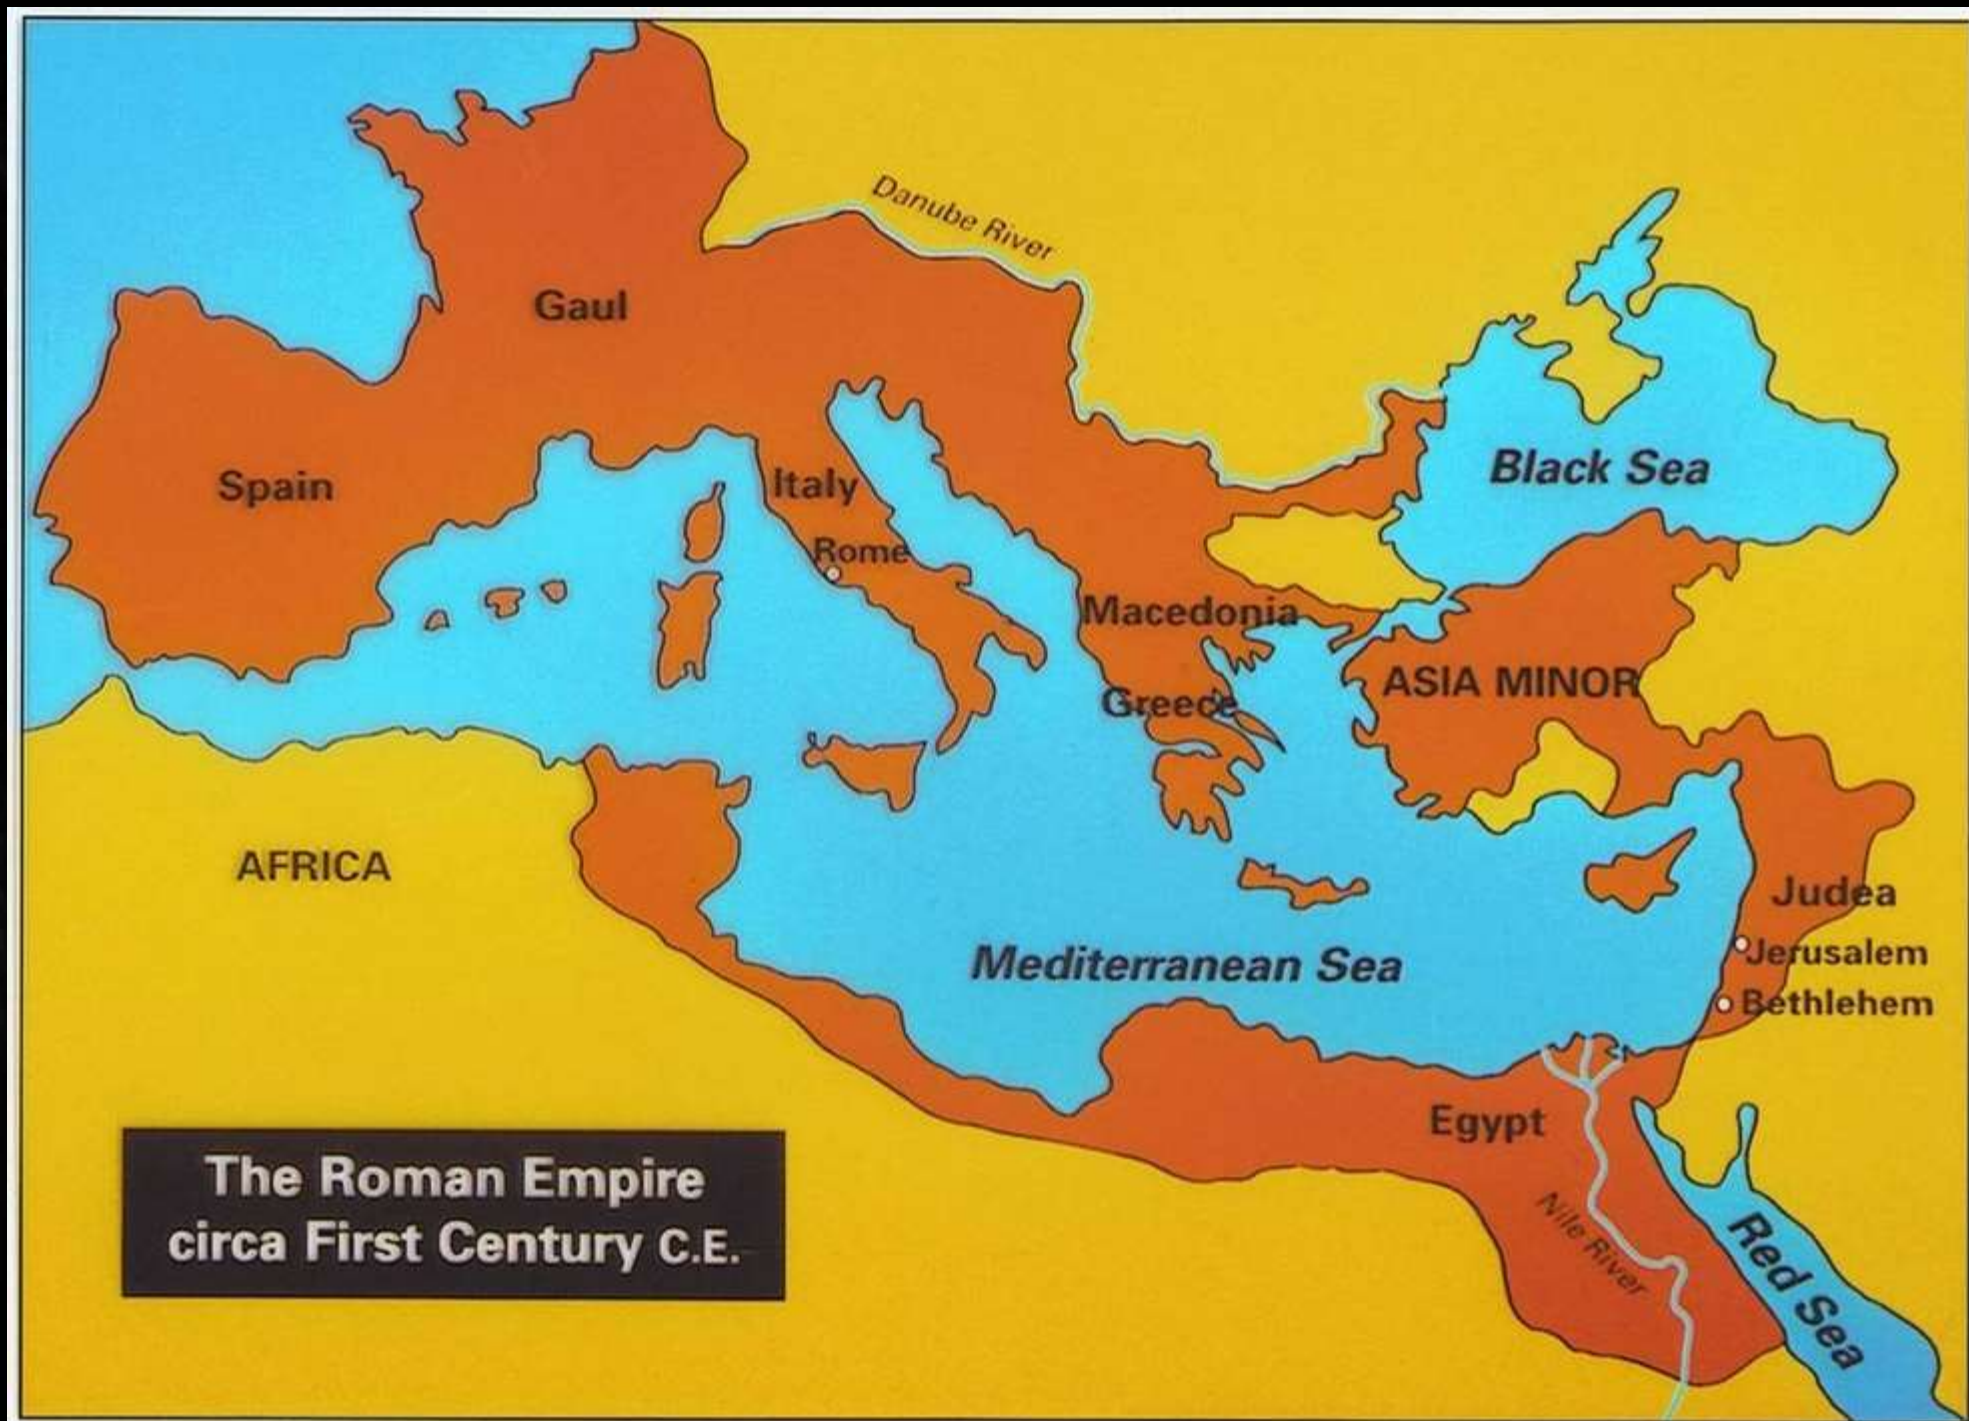 Danube River
Gaul
Black Sea
Spain
Italy
Rome
Macedonia
ASIA MINOR
Greece
AFRICA
Judea
Jerusalem
Mediterranean Sea
Bethlehem
Egypt
Nile River
Red Sea
The Roman Empire
circa First Century C.E.